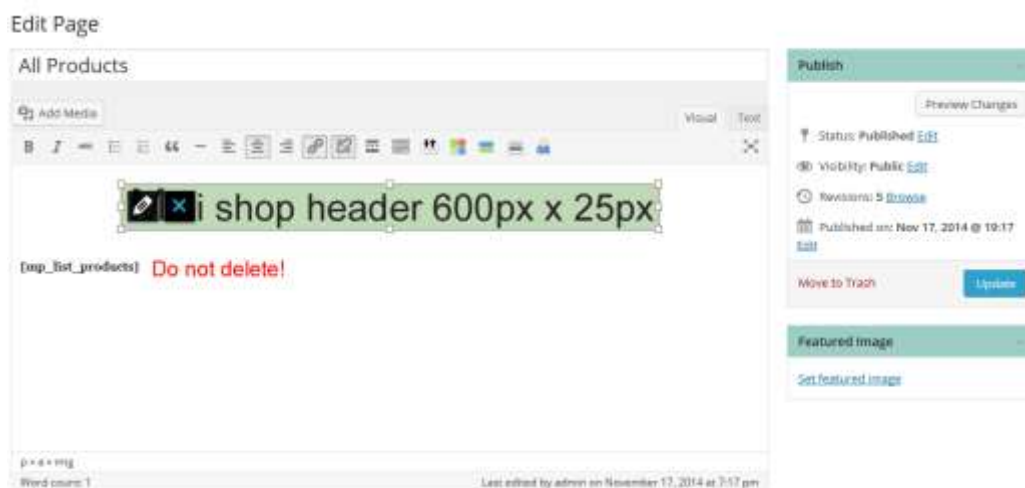 Edit Page
All Products
Add Media
Visual Text
B I
i shop header 600px x 25px
[mp_list_products] Do not delete!
p » a » img
Word count: 1
Last edited by admin on November 17, 2014 at 7:17 pm
Publish
Preview Changes
Status: Published Edit
Visibility: Public Edit
Revisions: 5 Browse
Published on: Nov 17, 2014 @ 19:17
Edit
Move to Trash
Update
Featured Image
Set featured image